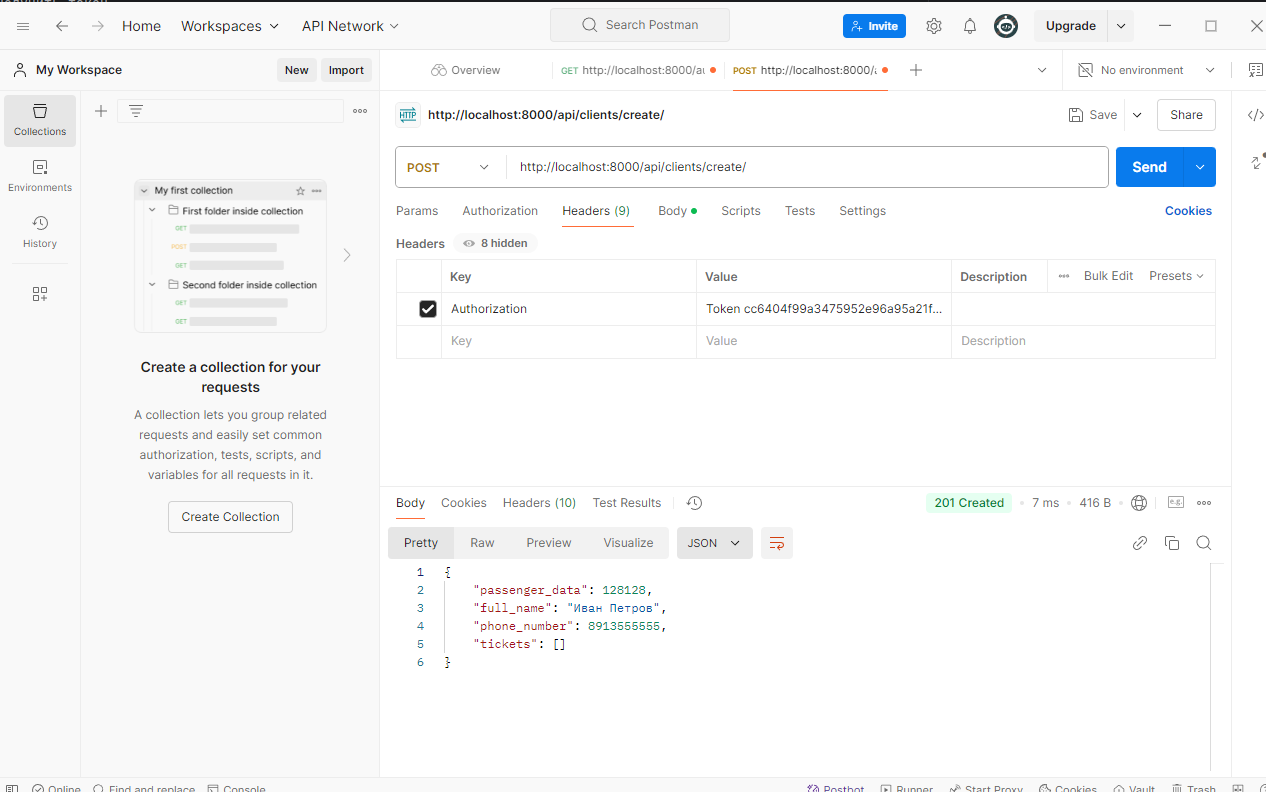 Home Workspaces API Network Search Postman Invite Upgrade
My Workspace New Import Overview GET http://localhost:8000/au POST http://localhost:8000/a No environment
Collections
Environments
History
My first collection
First folder inside collection
GET
POST
GET
Second folder inside collection
GET
GET
Create a collection for your
requests
A collection lets you group related
requests and easily set common
authorization, tests, scripts, and
variables for all requests in it.
Create Collection
HTTP http://localhost:8000/api/clients/create/ Save Share
POST http://localhost:8000/api/clients/create/ Send
Params Authorization Headers (9) Body Scripts Tests Settings Cookies
Headers 8 hidden
Key Value Description Bulk Edit Presets
Authorization Token cc6404f99a3475952e96a95a21f...
Key Value Description
Body Cookies Headers (10) Test Results 201 Created 7 ms 416 B e.g.
Pretty Raw Preview Visualize JSON
1 {
2 "passenger_data": 128128,
3 "full_name": "Иван Петров",
4 "phone_number": 8913555555,
5 "tickets": []
6 }
Online Find and replace Console Postbot Runner Start Proxy Cookies Vault Trash